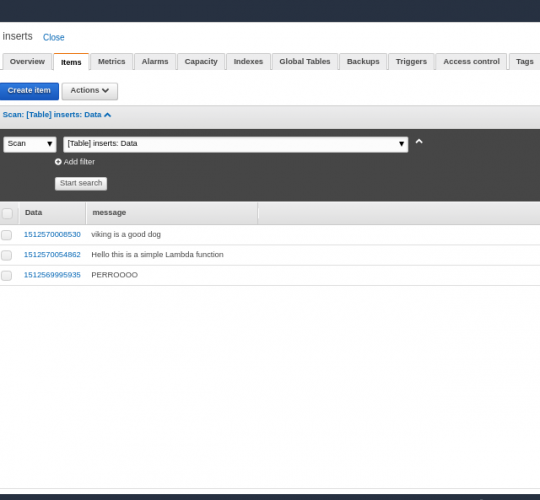 inserts Close
Overview Items Metrics Alarms Capacity Indexes Global Tables Backups Triggers Access control Tags
Create item Actions
Scan: [Table] inserts: Data
Scan [Table] inserts: Data
Add filter
Start search
Data message
1512570008530 viking is a good dog
1512570054862 Hello this is a simple Lambda function
1512569995935 PERROOOO